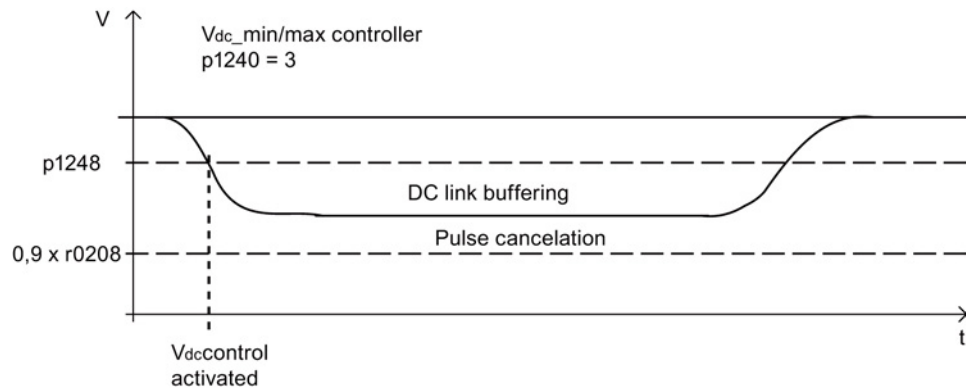 V
Vdc_min/max controller
p1240 = 3
p1248
DC link buffering
Pulse cancelation
0,9 x r0208
t
Vdccontrol
activated